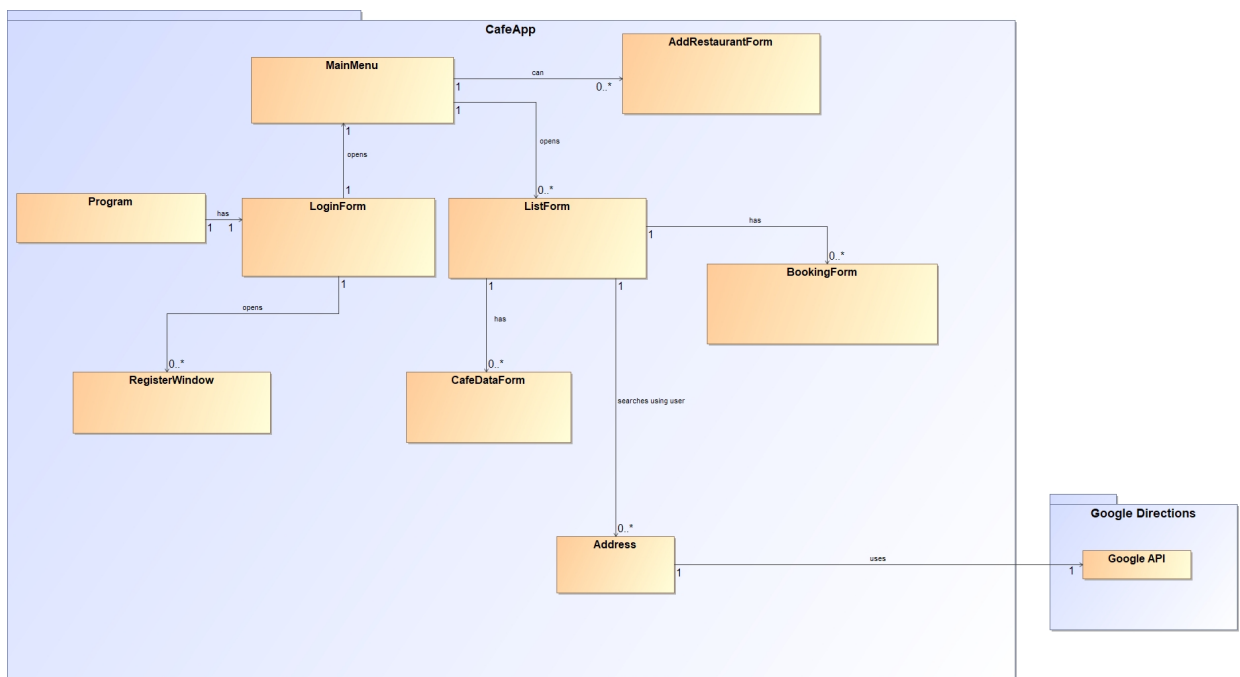 CafeApp
AddRestaurantForm
MainMenu
can
1
0..*
1
opens
1
opens
1
0..*
Program
LoginForm
ListForm
has
1
1
has
1
0..*
BookingForm
1
opens
1
1
has
0..*
0..*
RegisterWindow
CafeDataForm
searches using user
0..*
Address
uses
1
1
Google Directions
Google API